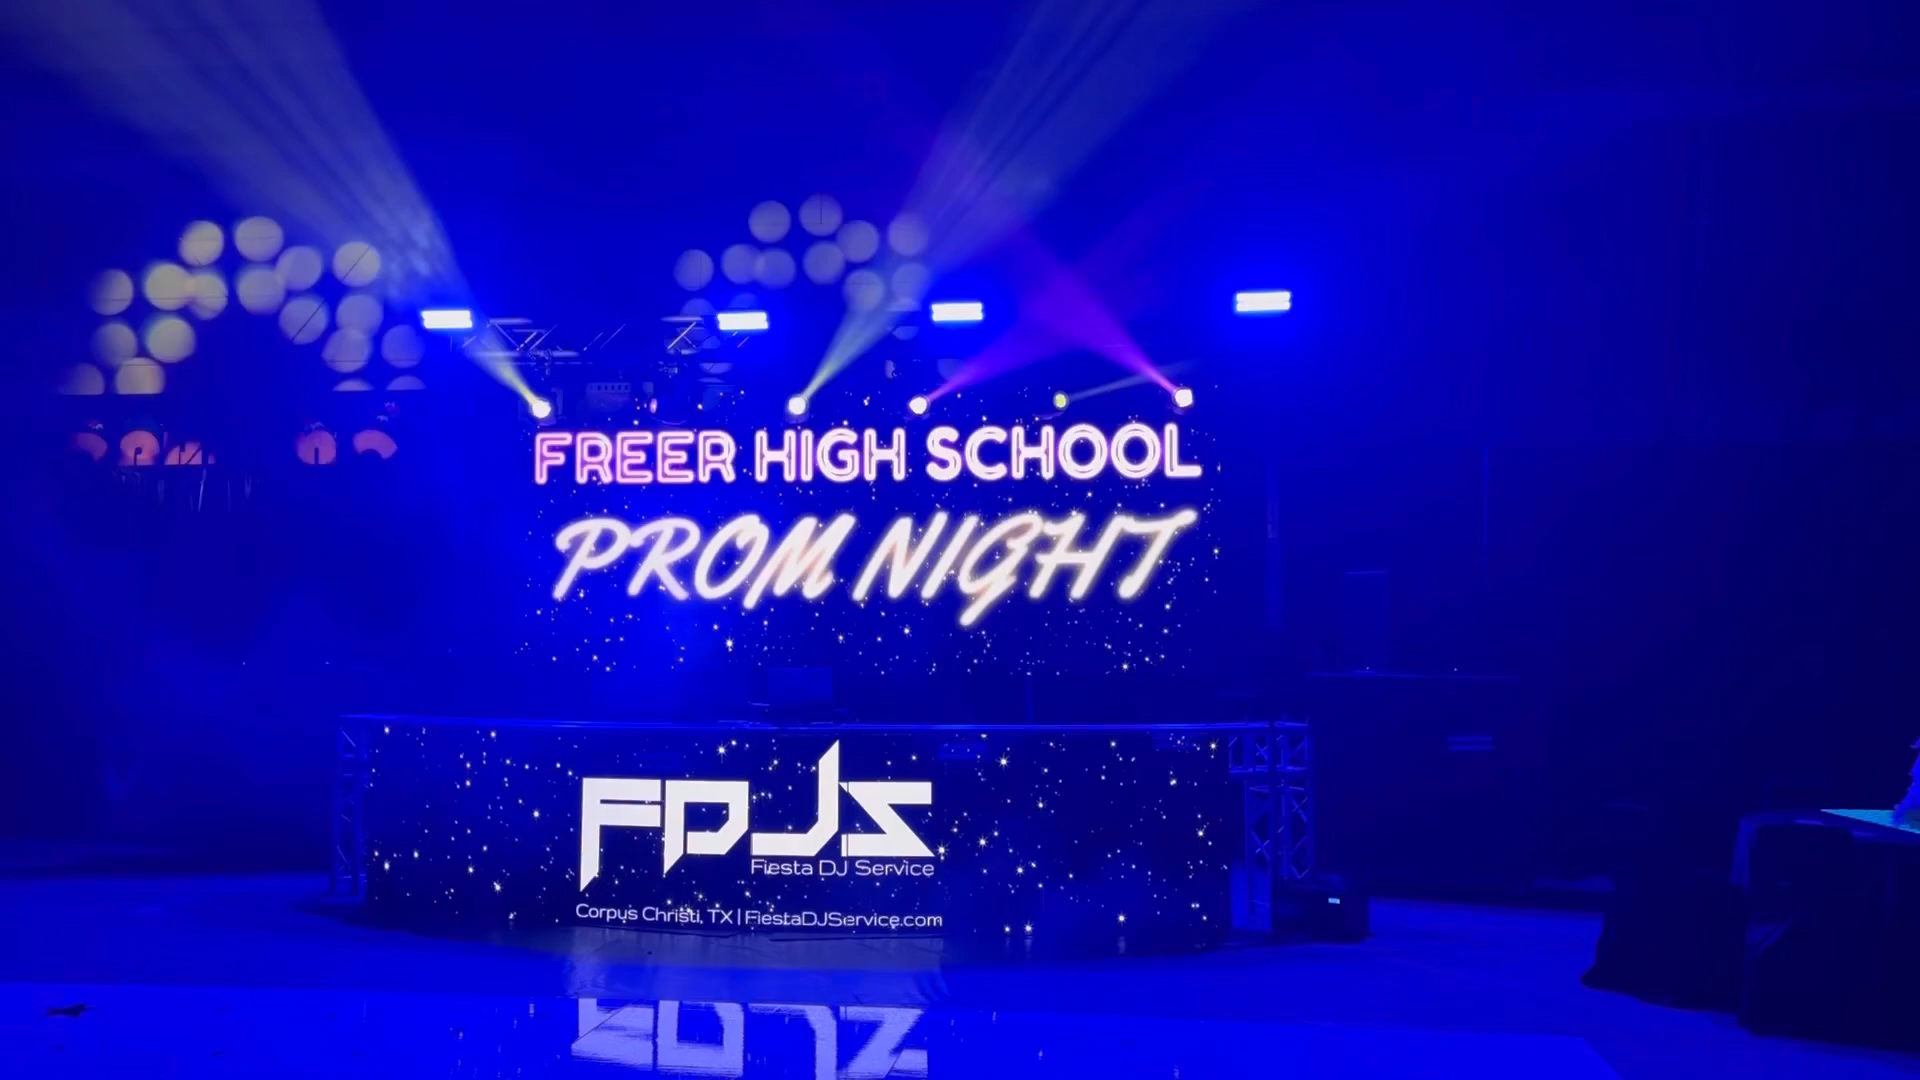 FREER HIGH SCHOOL
PROM NIGHT
FDJS
Fiesta DJ Service
Corpus Christi, TX | FiestaDJService.com